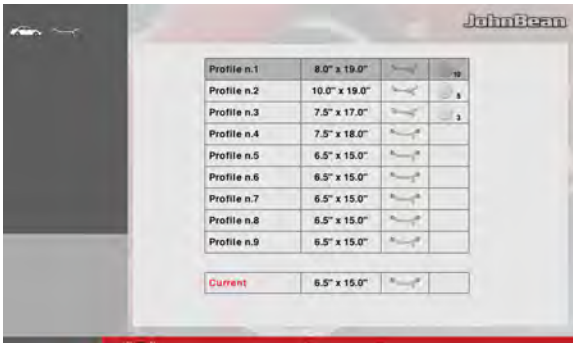 JohnBean
Profile n.1 8.0" x 19.0" 10
Profile n.2 10.0" x 19.0" 5
Profile n.3 7.5" x 17.0" 3
Profile n.4 7.5" x 18.0"
Profile n.5 6.5" x 15.0"
Profile n.6 6.5" x 15.0"
Profile n.7 6.5" x 15.0"
Profile n.8 6.5" x 15.0"
Profile n.9 6.5" x 15.0"
Current 6.5" x 15.0"